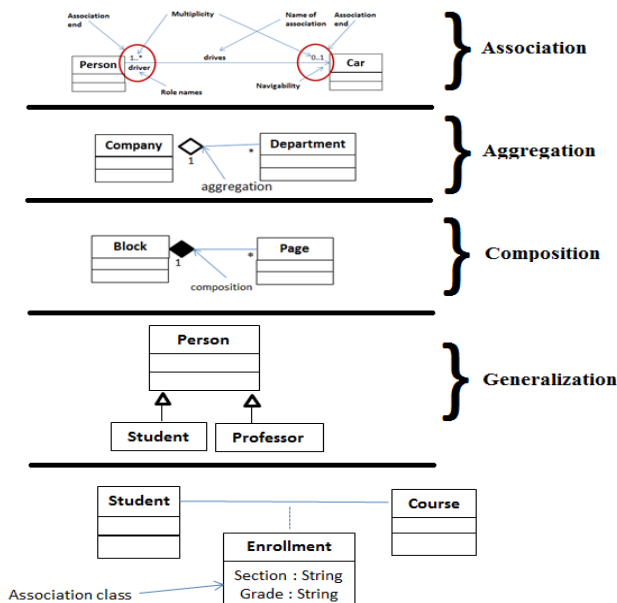 Association end
Multiplicity
Name of association
Association end
Person
1..*
driver
drives
"0..1
Car
Role names
Navigability
Association
Company
1
*
Department
aggregation
Aggregation
Block
1
*
Page
composition
Composition
Person
Student
Professor
Generalization
Student
Course
Enrollment
Section : String
Grade : String
Association class